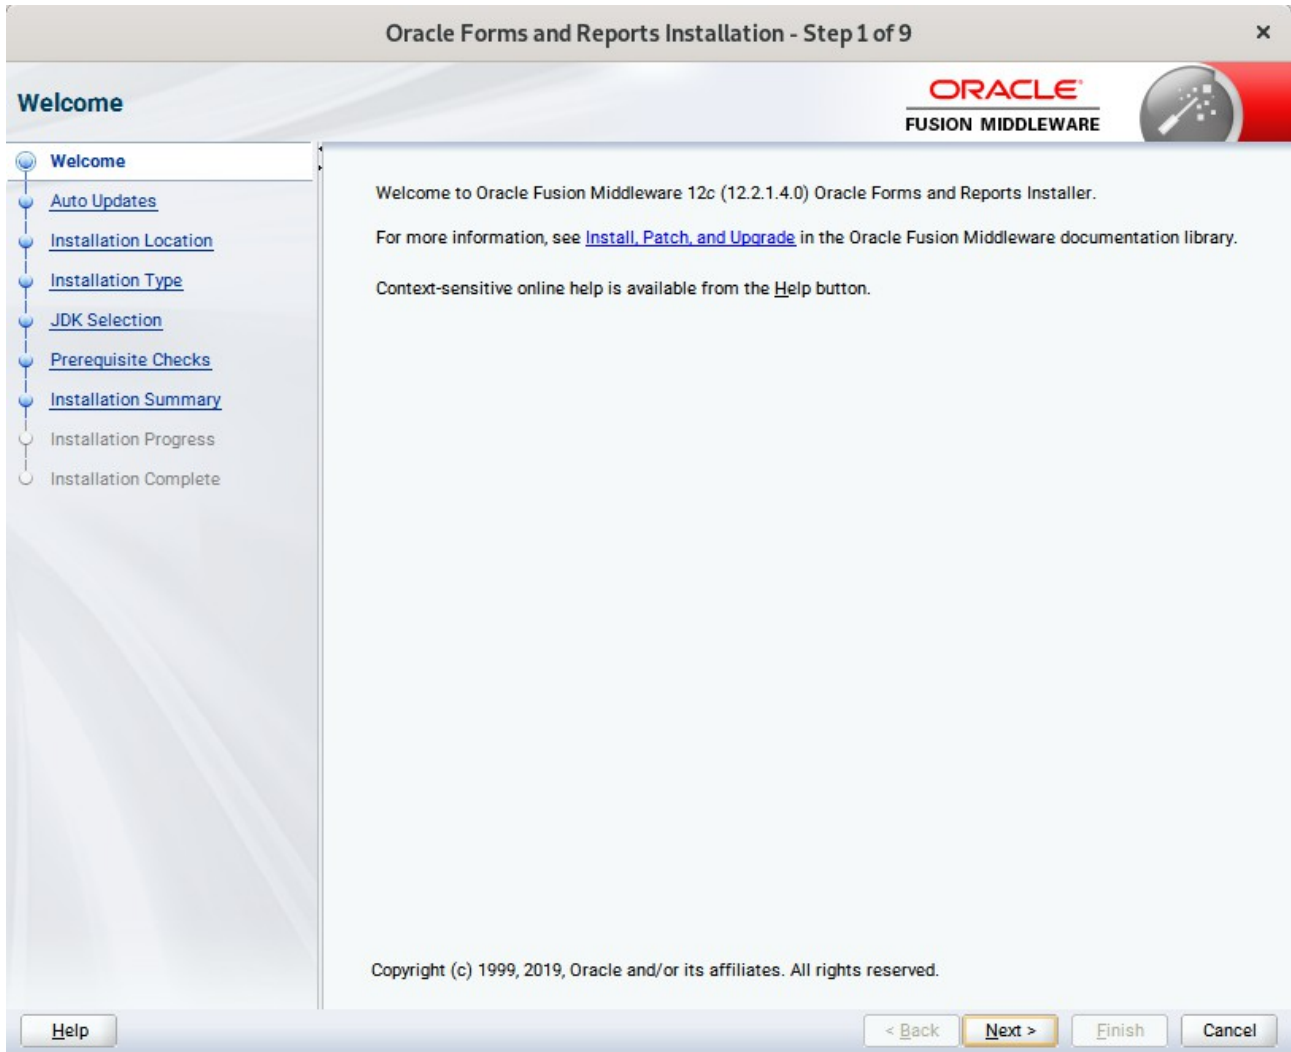 Oracle Forms and Reports Installation - Step 1 of 9
×
Welcome
ORACLE
FUSION MIDDLEWARE
Welcome
Auto Updates
Installation Location
Installation Type
JDK Selection
Prerequisite Checks
Installation Summary
Installation Progress
Installation Complete
Welcome to Oracle Fusion Middleware 12c (12.2.1.4.0) Oracle Forms and Reports Installer.
For more information, see Install, Patch, and Upgrade in the Oracle Fusion Middleware documentation library.
Context-sensitive online help is available from the Help button.
Copyright (c) 1999, 2019, Oracle and/or its affiliates. All rights reserved.
Help
< Back
Next >
Finish
Cancel